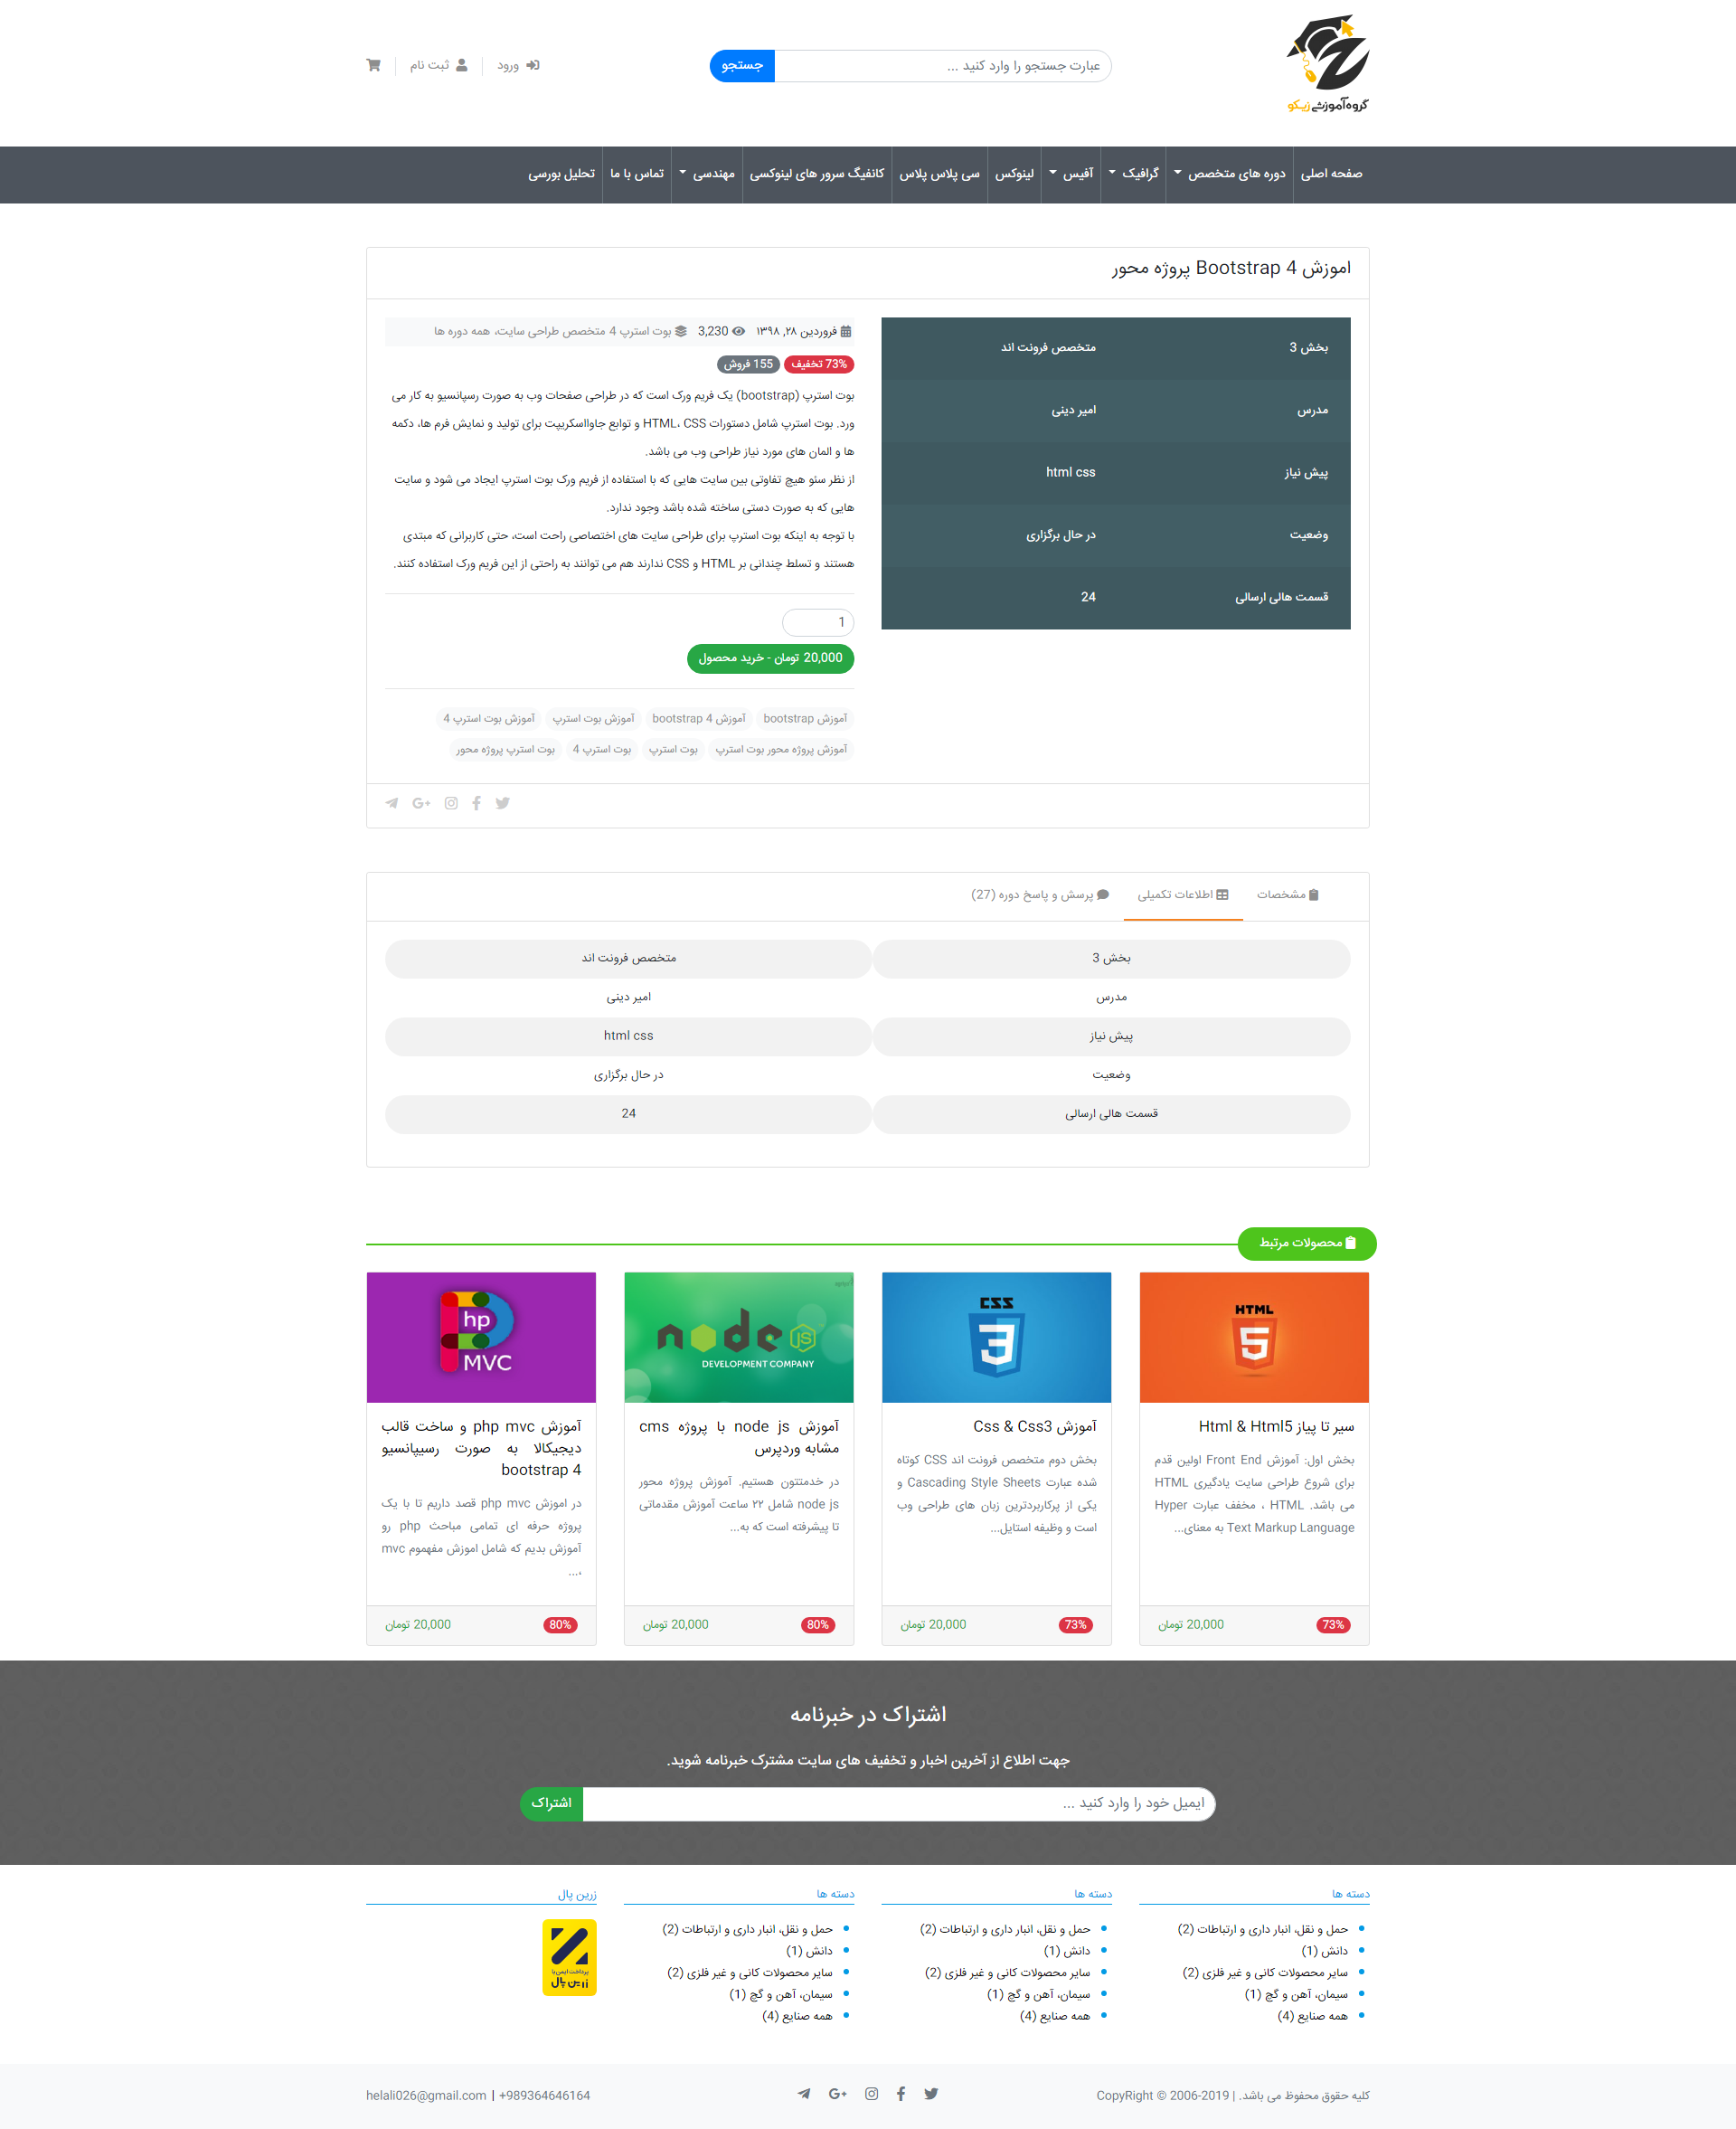 گروه‌آموزشی زیکو
عبارت جستجو را وارد کنید ...
جستجو
ورود
ثبت نام
صفحه اصلی
دوره های متخصص
گرافیک
آفیس
لینوکس
سی پلاس پلاس
کانفیگ سرور های لینوکسی
مهندسی
تماس با ما
تحلیل بورسی
اموزش Bootstrap 4 پروژه محور
بخش 3 متخصص فرونت اند
مدرس امیر دینی
پیش نیاز html css
وضعیت در حال برگزاری
قسمت هالی ارسالی 24
فروردین ۲۸, ۱۳۹۸ 3,230 بوت استرپ 4 متخصص طراحی سایت، همه دوره ها
73% تخفیف 155 فروش
بوت استرپ (bootstrap) یک فریم ورک است که در طراحی صفحات وب به صورت رسپانسیو به کار می
ورد. بوت استرپ شامل دستورات HTML، CSS و توابع جاوااسکریپت برای تولید و نمایش فرم ها، دکمه
ها و المان های مورد نیاز طراحی وب می باشد.
از نظر سئو هیچ تفاوتی بین سایت هایی که با استفاده از فریم ورک بوت استرپ ایجاد می شود و سایت
هایی که به صورت دستی ساخته شده باشد وجود ندارد.
با توجه به اینکه بوت استرپ برای طراحی سایت های اختصاصی راحت است، حتی کاربرانی که مبتدی
هستند و تسلط چندانی بر HTML و CSS ندارند هم می توانند به راحتی از این فریم ورک استفاده کنند.
1
20,000 تومان - خرید محصول
آموزش bootstrap آموزش bootstrap 4 آموزش بوت استرپ آموزش بوت استرپ 4
آموزش پروژه محور بوت استرپ بوت استرپ بوت استرپ 4 بوت استرپ پروژه محور
مشخصات
اطلاعات تکمیلی
پرسش و پاسخ دوره (27)
بخش 3 متخصص فرونت اند
مدرس امیر دینی
پیش نیاز html css
وضعیت در حال برگزاری
قسمت هالی ارسالی 24
محصولات مرتبط
HTML
5
سیر تا پیاز Html & Html5
بخش اول: آموزش Front End اولین قدم
برای شروع طراحی سایت یادگیری HTML
می باشد. HTML ، مخفف عبارت Hyper
Text Markup Language به معنای...
73% 20,000 تومان
CSS
3
آموزش Css & Css3
بخش دوم متخصص فرونت اند CSS کوتاه
شده عبارت Cascading Style Sheets و
یکی از پرکاربردترین زبان های طراحی وب
است و وظیفه استایل...
73% 20,000 تومان
node JS
DEVELOPMENT COMPANY
آموزش node js با پروژه cms
مشابه وردپرس
در خدمتتون هستیم. آموزش پروژه محور
node js شامل ۲۲ ساعت آموزش مقدماتی
تا پیشرفته است که به...
80% 20,000 تومان
hp
MVC
آموزش php mvc و ساخت قالب
دیجیکالا به صورت رسیپانسیو
bootstrap 4
در اموزش php mvc قصد داریم تا با یک
پروژه حرفه ای تمامی مباحث php رو
آموزش بدیم که شامل اموزش مفهموم mvc
،...
80% 20,000 تومان
اشتراک در خبرنامه
جهت اطلاع از آخرین اخبار و تخفیف های سایت مشترک خبرنامه شوید.
ایمیل خود را وارد کنید ...
اشتراک
دسته ها
حمل و نقل، انبار داری و ارتباطات (2)
دانش (1)
سایر محصولات کانی و غیر فلزی (2)
سیمان، آهن و گچ (1)
همه صنایع (4)
دسته ها
حمل و نقل، انبار داری و ارتباطات (2)
دانش (1)
سایر محصولات کانی و غیر فلزی (2)
سیمان، آهن و گچ (1)
همه صنایع (4)
دسته ها
حمل و نقل، انبار داری و ارتباطات (2)
دانش (1)
سایر محصولات کانی و غیر فلزی (2)
سیمان، آهن و گچ (1)
همه صنایع (4)
زرین پال
پرداخت ایمن با
زرین پال
کلیه حقوق محفوظ می باشد. | CopyRight © 2006-2019
helali026@gmail.com | +989364646164